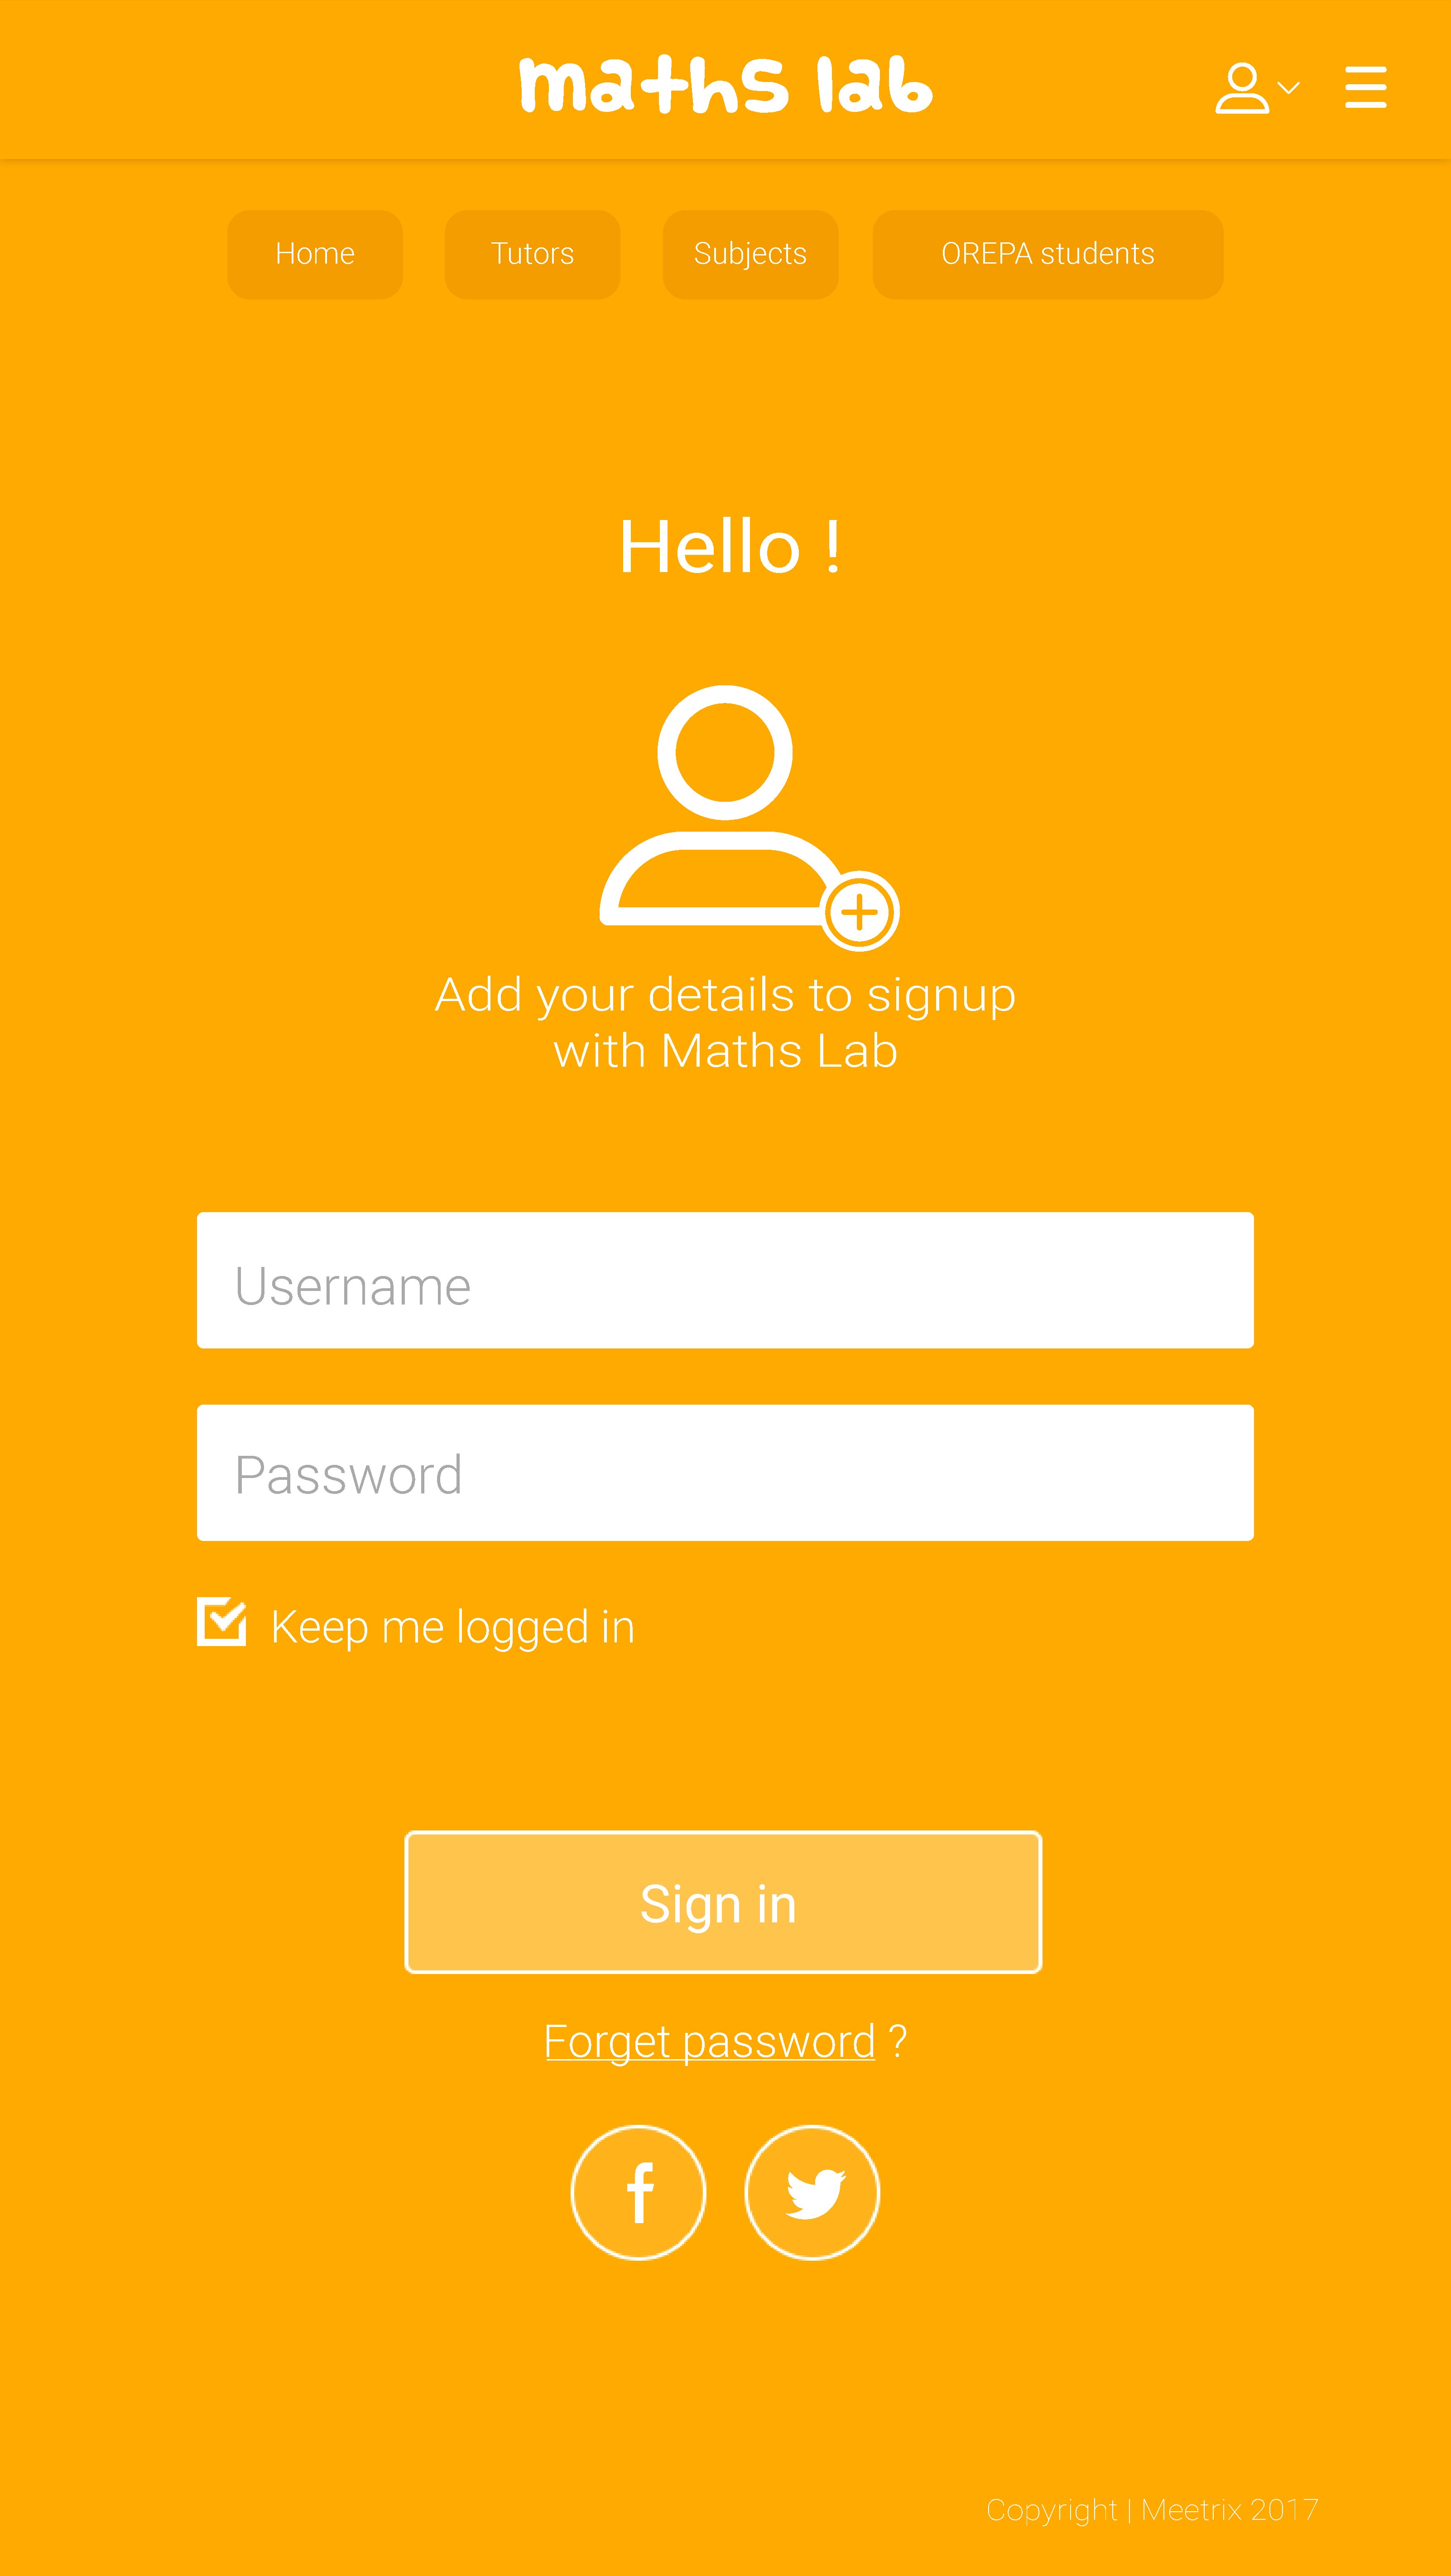 maths lab
Home Tutors Subjects OREPA students
Hello !
Add your details to signup
with Maths Lab
Username
Password
Keep me logged in
Sign in
Forget password ?
Copyright | Meetrix 2017